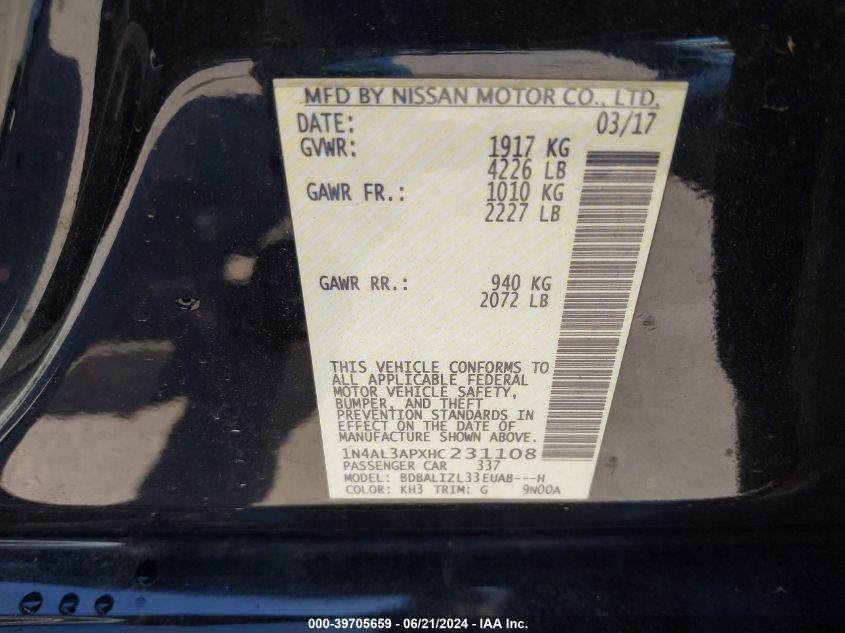 MFD BY NISSAN MOTOR CO., LTD.
DATE: 03/17
GVWR: 1917 KG
4226 LB
GAWR FR.: 1010 KG
2227 LB
GAWR RR.: 940 KG
2072 LB
THIS VEHICLE CONFORMS TO
ALL APPLICABLE FEDERAL
MOTOR VEHICLE SAFETY,
BUMPER, AND THEFT
PREVENTION STANDARDS IN
EFFECT ON THE DATE OF
MANUFACTURE SHOWN ABOVE.
1N4AL3APXHC231108
PASSENGER CAR 337
MODEL: BDBALIZL33EUAB---H
COLOR: KH3 TRIM: G 9N00A
000-39705659 - 06/21/2024 - IAA Inc.